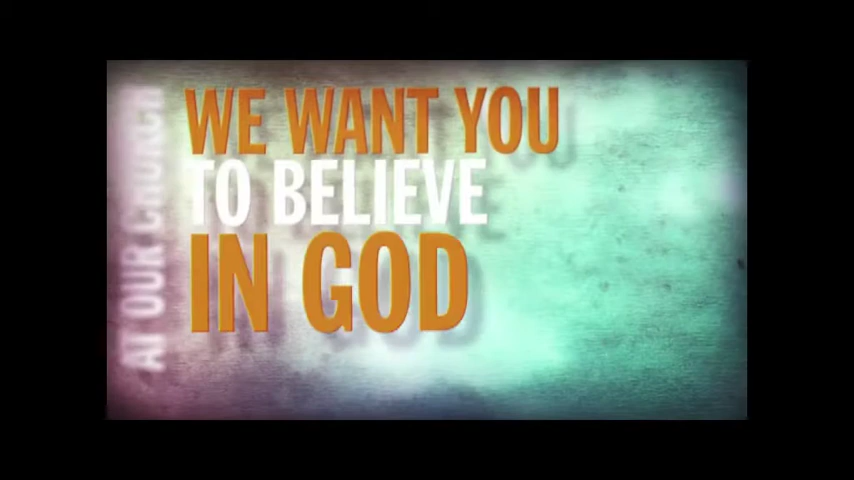 AT OUR CHURCH
WE WANT YOU
TO BELIEVE
IN GOD